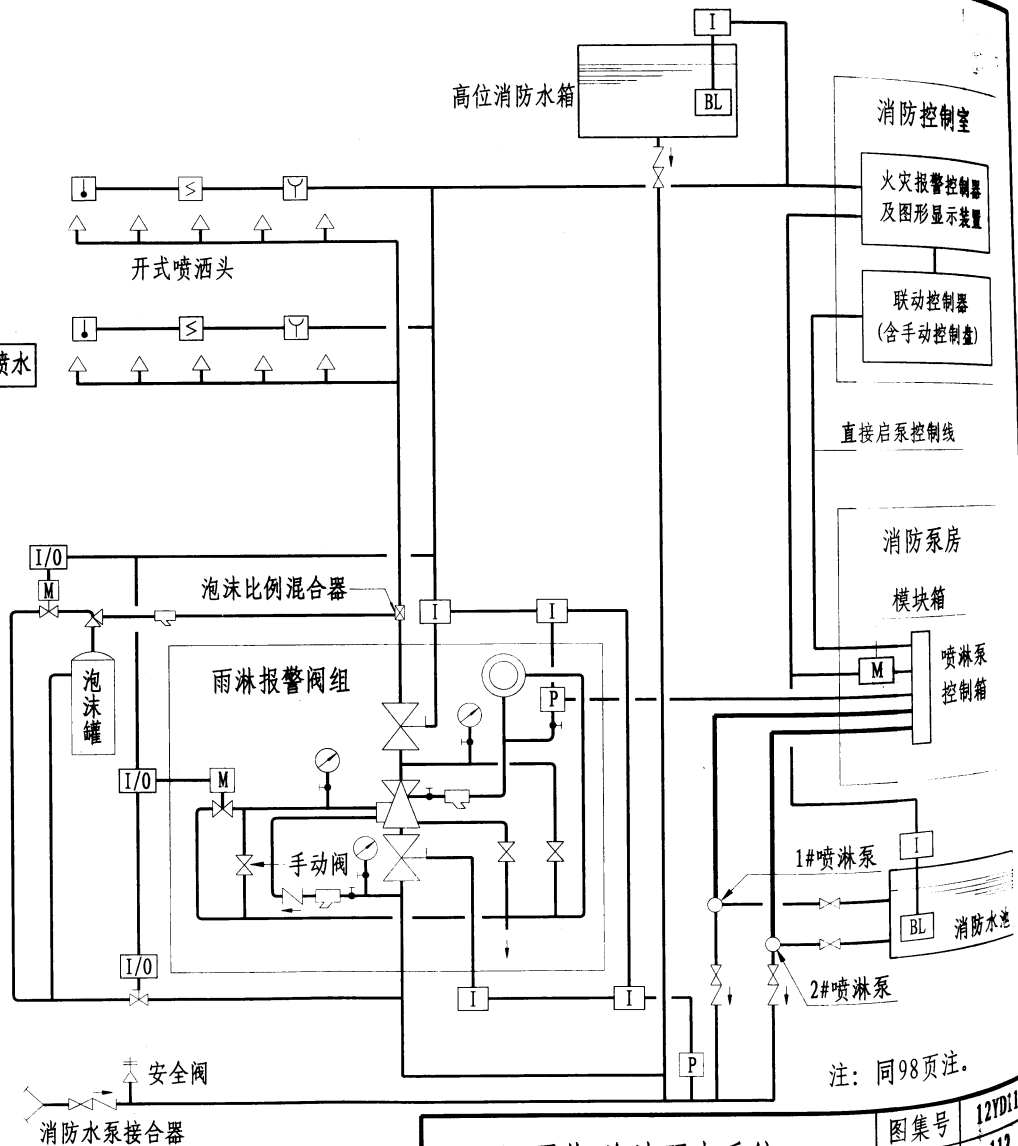 I
高位消防水箱
BL
消防控制室
火灾报警控制器
及图形显示装置
开式喷洒头
联动控制器
(含手动控制盘)
喷水
直接启泵控制线
消防泵房
I/O
M
泡沫比例混合器
模块箱
I
I
雨淋报警阀组
喷淋泵
控制箱
M
泡沫罐
P
I/O
M
手动阀
1#喷淋泵
I
BL
消防水池
I/O
2#喷淋泵
I
I
P
安全阀
注：同98页注。
消防水泵接合器
图集号
12YD11